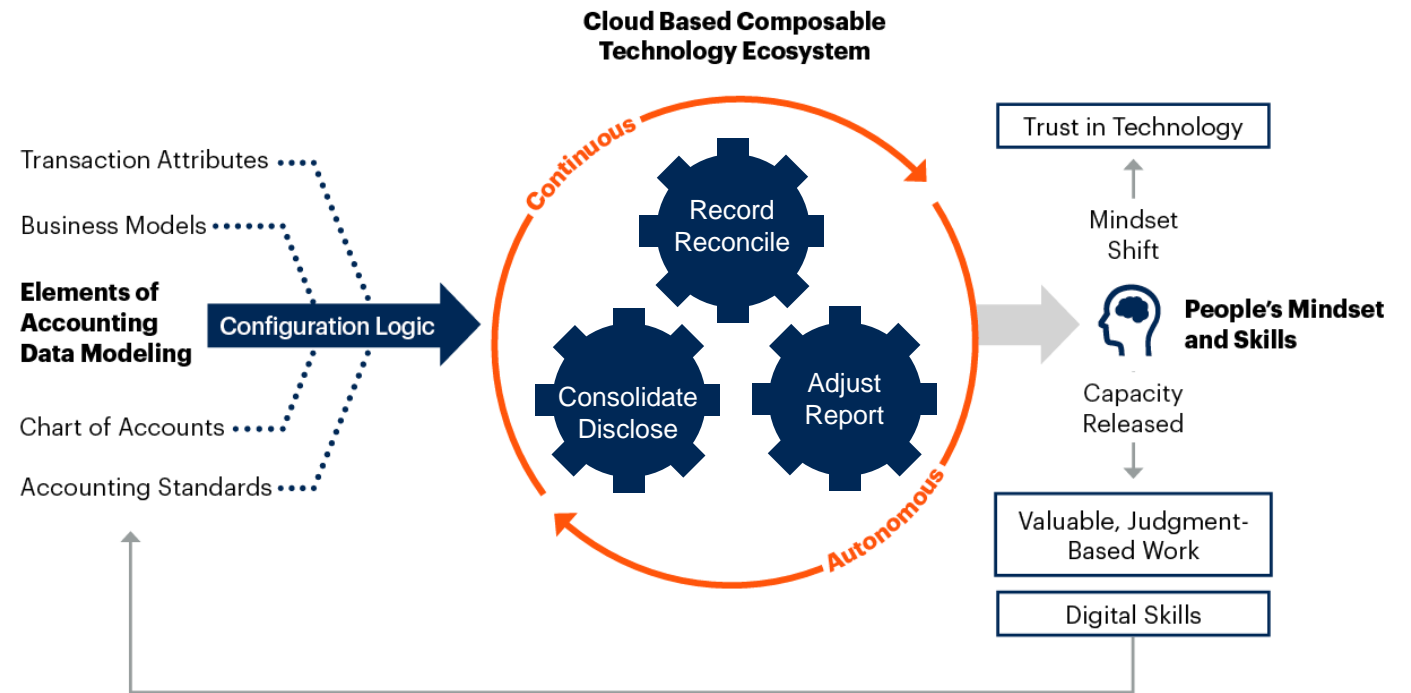 Cloud Based Composable
Technology Ecosystem
Transaction Attributes
Business Models
Elements of
Accounting
Data Modeling
Configuration Logic
Chart of Accounts
Accounting Standards
Continuous
Record
Reconcile
Consolidate
Disclose
Adjust
Report
Autonomous
Trust in Technology
Mindset
Shift
People’s Mindset
and Skills
Capacity
Released
Valuable, Judgment-
Based Work
Digital Skills